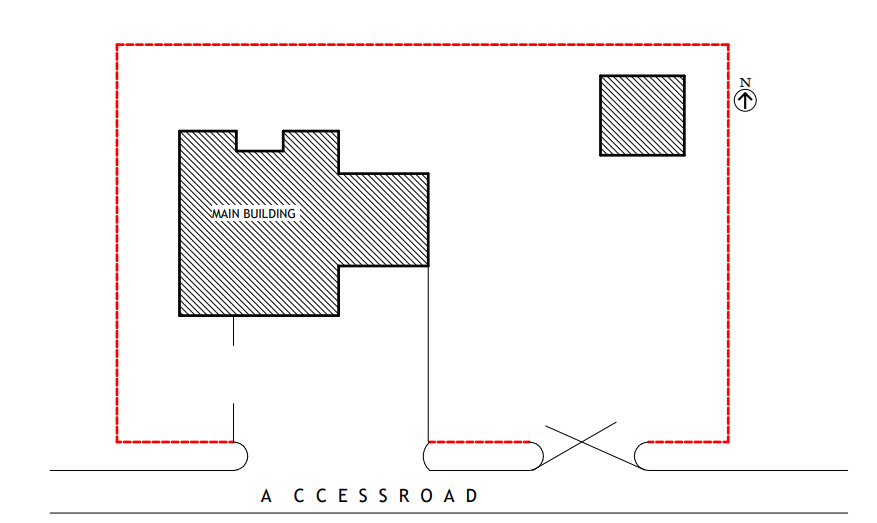 N
MAIN BUILDING
A CCESSROAD